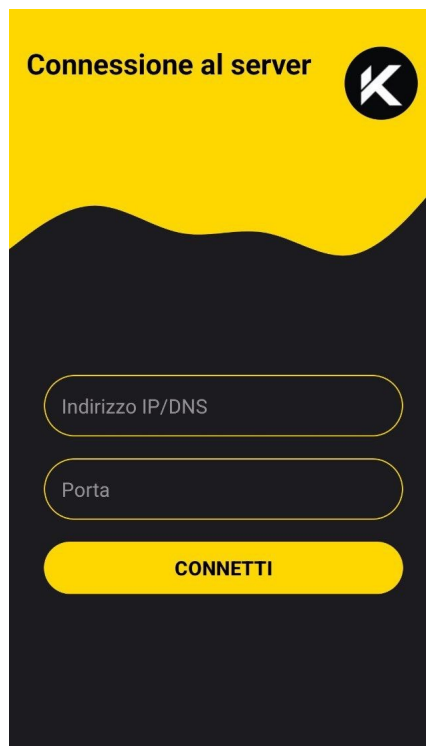 Connessione al server
K
Indirizzo IP/DNS
Porta
CONNETTI